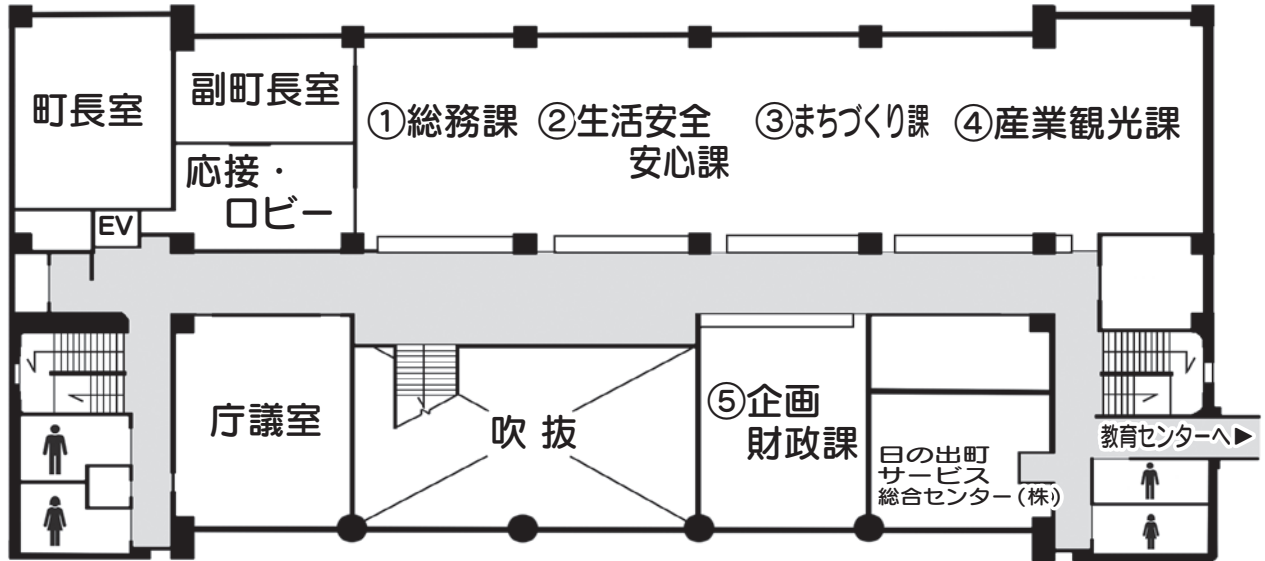 町長室
副町長室
①総務課
②生活安全
安心課
③まちづくり課
④産業観光課
応接・
ロビー
EV
庁議室
吹抜
⑤企画
財政課
日の出町
サービス
総合センター(株)
教育センターへ▶